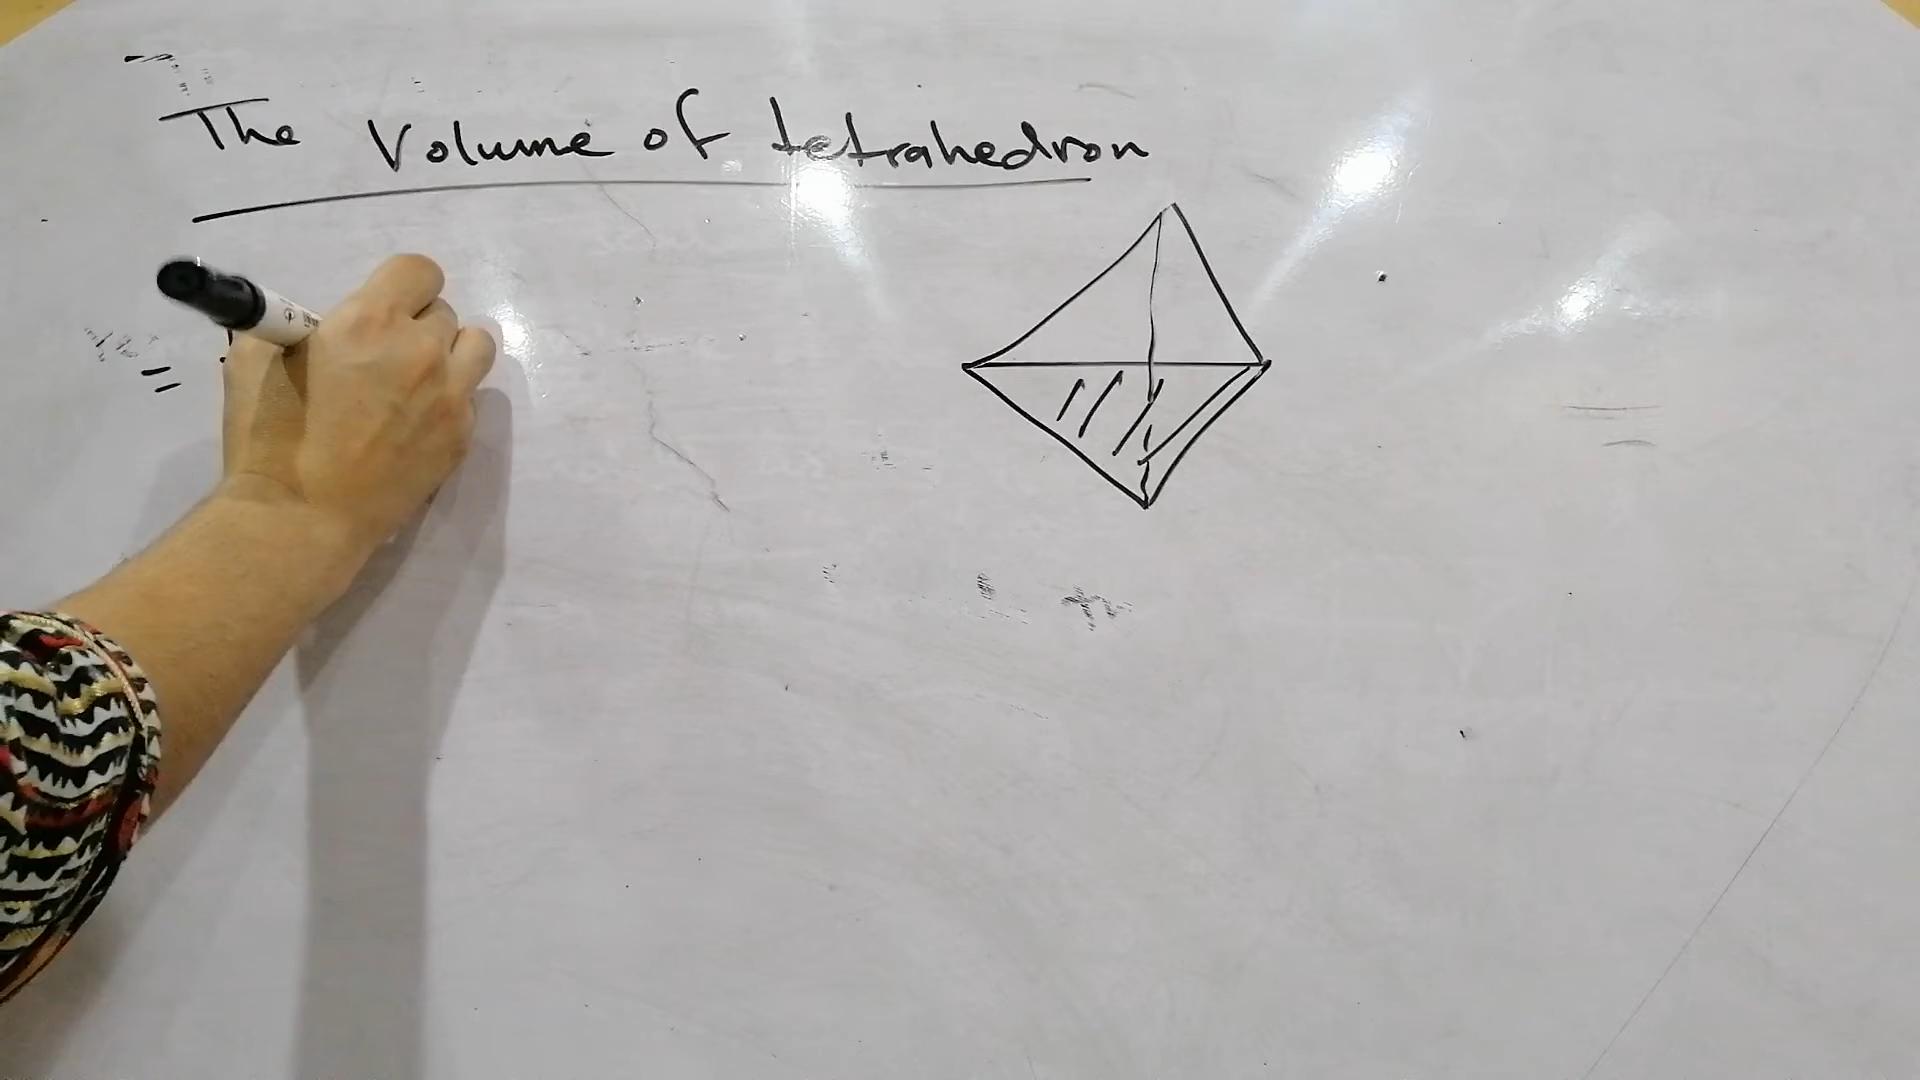 The Volume of tetrahedron
=